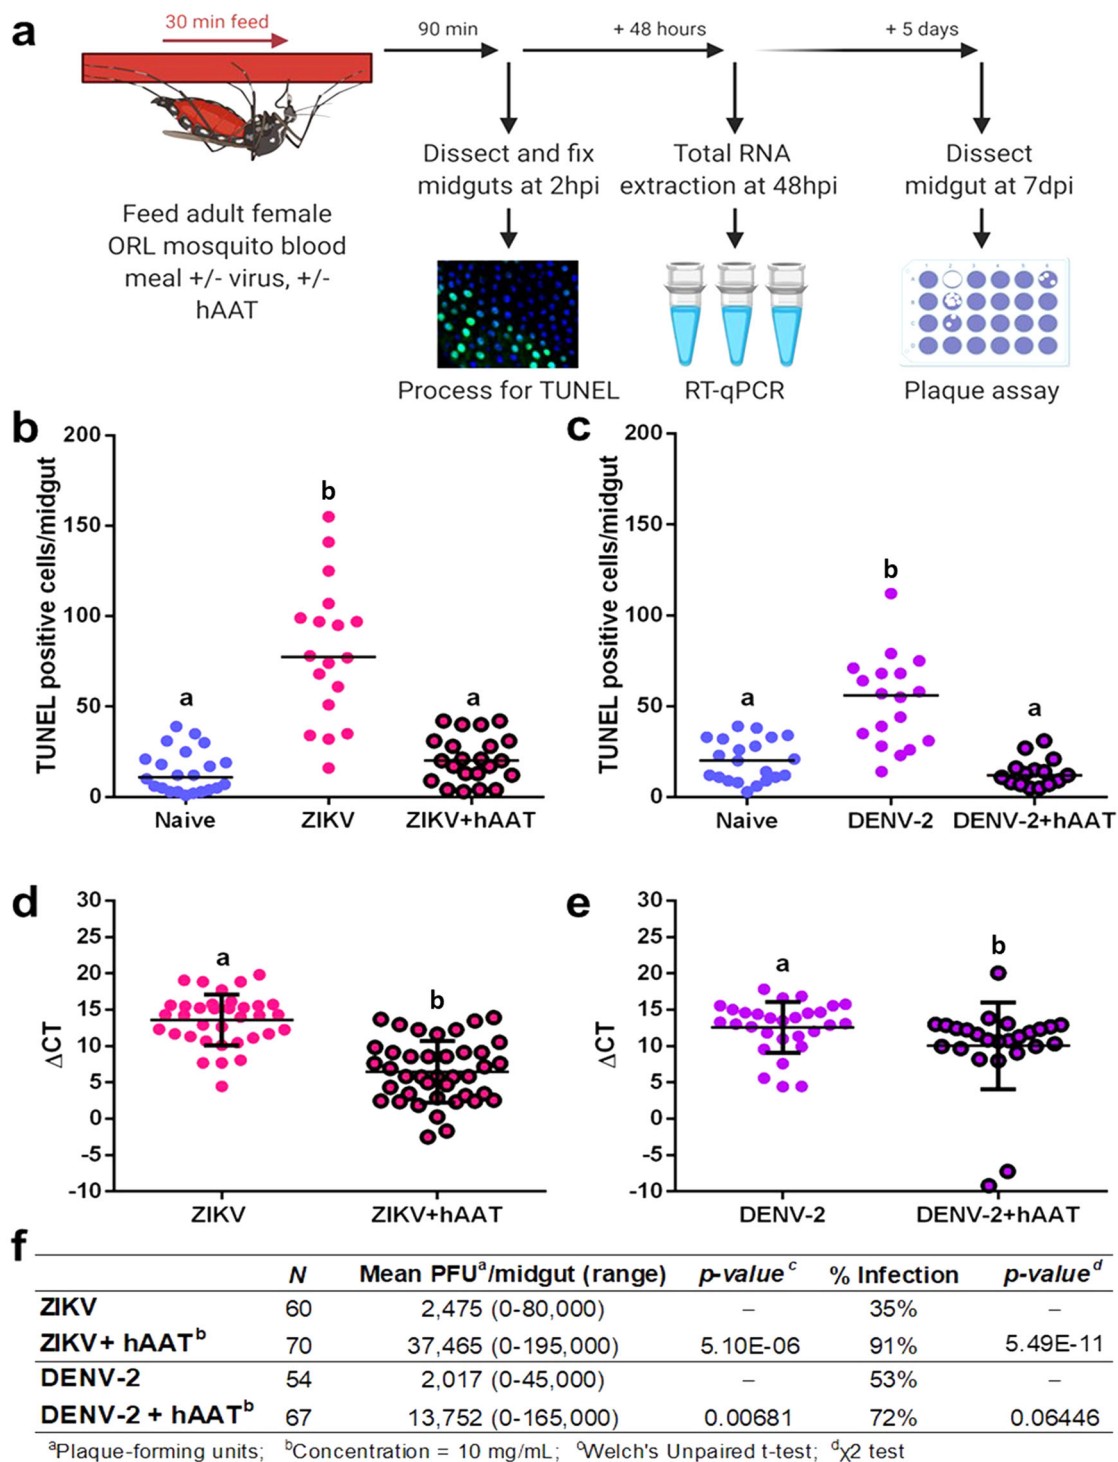 a
30 min feed
90 min
+ 48 hours
+ 5 days
Feed adult female
ORL mosquito blood
meal +/- virus, +/-
hAAT
Dissect and fix
midguts at 2hpi
Process for TUNEL
Total RNA
extraction at 48hpi
RT-qPCR
Dissect
midgut at 7dpi
Plaque assay
b
TUNEL positive cells/midgut
200
150
100
50
0
a
b
a
Naive
ZIKV
ZIKV+hAAT
c
TUNEL positive cells/midgut
200
150
100
50
0
a
b
a
Naive
DENV-2
DENV-2+hAAT
d
ΔCT
30
25
20
15
10
5
0
-5
-10
a
b
ZIKV
ZIKV+hAAT
e
ΔCT
30
25
20
15
10
5
0
-5
-10
a
b
DENV-2
DENV-2+hAAT
f
N Mean PFUᵃ/midgut (range) p-valueᶜ % Infection p-valueᵈ
ZIKV 60 2,475 (0-80,000) – 35% –
ZIKV+ hAATᵇ 70 37,465 (0-195,000) 5.10E-06 91% 5.49E-11
DENV-2 54 2,017 (0-45,000) – 53% –
DENV-2 + hAATᵇ 67 13,752 (0-165,000) 0.00681 72% 0.06446
ᵃPlaque-forming units; ᵇConcentration = 10 mg/mL; ᶜWelch's Unpaired t-test; ᵈχ2 test